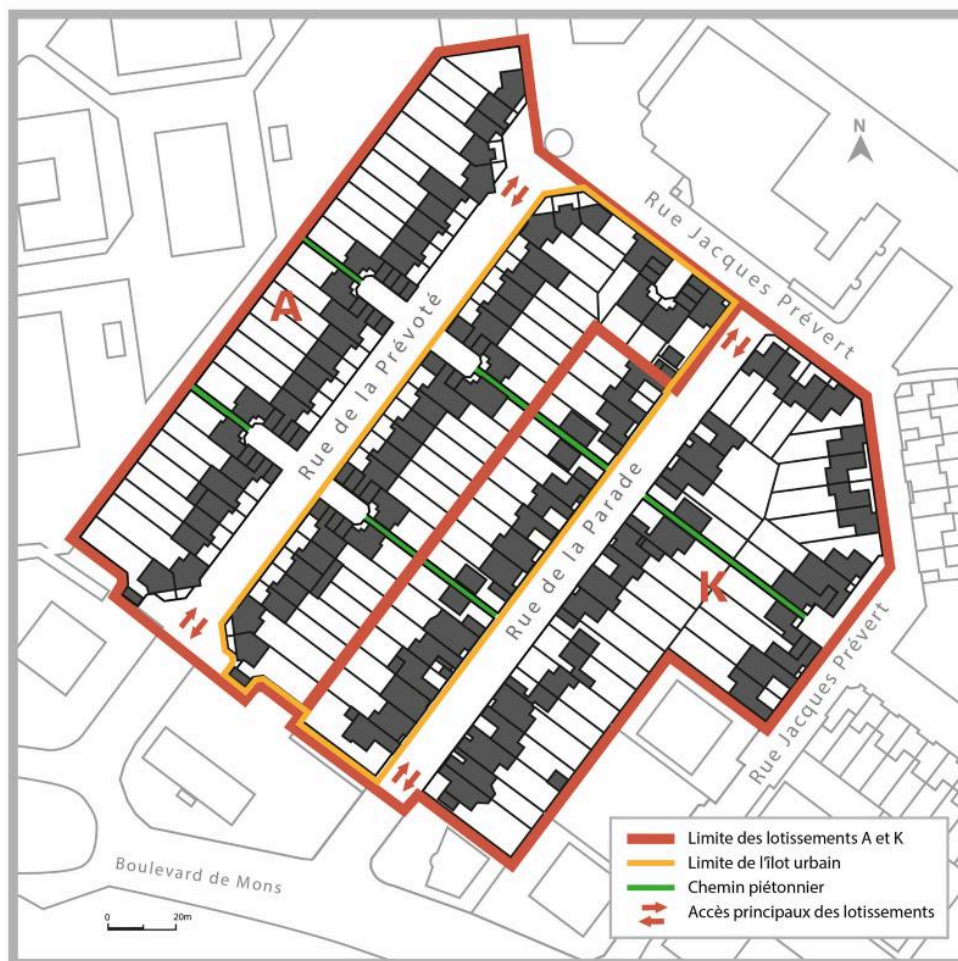 N
Rue Jacques Prévert
A
Rue de la Prévoté
Rue de la Parade
K
Rue Jacques Prévert
Boulevard de Mons
0 20m
Limite des lotissements A et K
Limite de l'îlot urbain
Chemin piétonnier
Accès principaux des lotissements